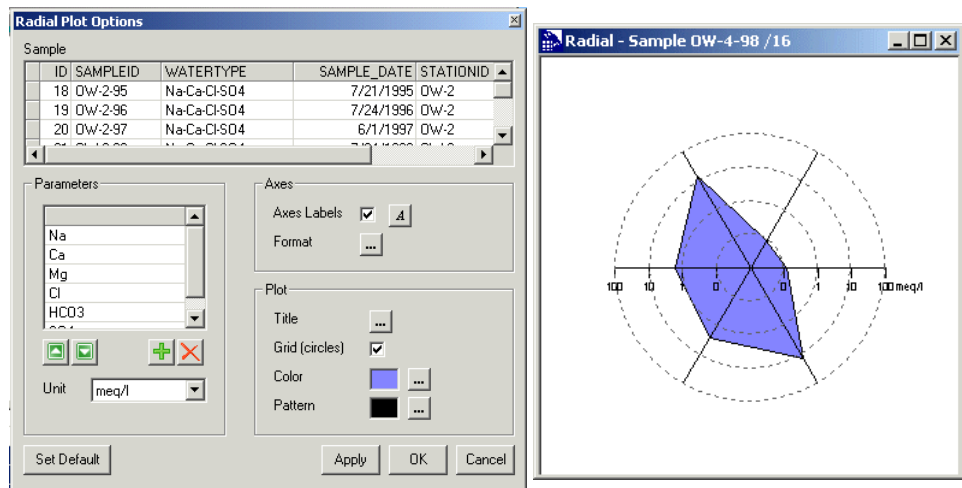 Radial Plot Options
Sample
ID SAMPLEID WATERTYPE SAMPLE_DATE STATIONID
18 OW-2-95 Na-Ca-Cl-SO4 7/21/1995 OW-2
19 OW-2-96 Na-Ca-Cl-SO4 7/24/1996 OW-2
20 OW-2-97 Na-Ca-Cl-SO4 6/1/1997 OW-2
Parameters
Na
Ca
Mg
Cl
HCO3
Unit meq/l
Axes
Axes Labels A
Format ...
Plot
Title ...
Grid (circles)
Color ...
Pattern ...
Set Default Apply OK Cancel
Radial - Sample OW-4-98 /16
100 10 1 0 0 1 10 100 meq/l